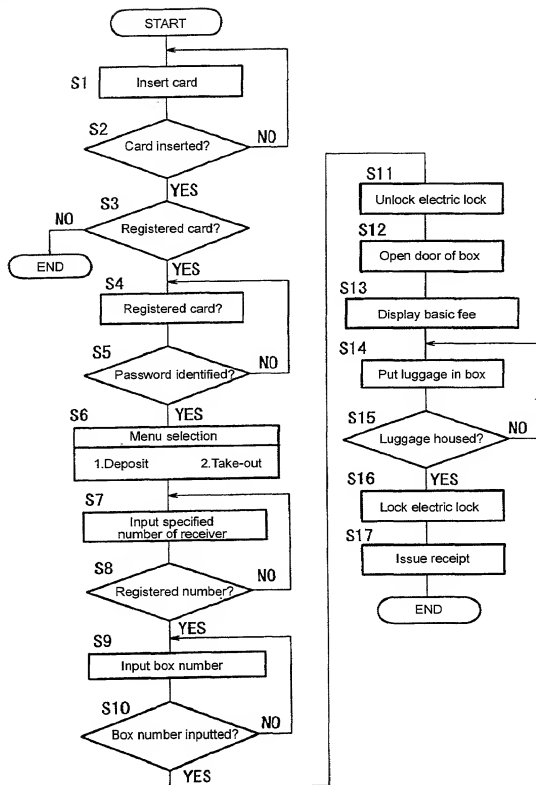 START
S1
Insert card
S2
Card inserted?
NO
YES
S3
NO
Registered card?
END
YES
S4
Registered card?
S5
Password identified?
NO
YES
S6
Menu selection
1.Deposit 2.Take-out
S7
Input specified
number of receiver
S8
Registered number?
NO
YES
S9
Input box number
S10
Box number inputted?
NO
YES
S11
Unlock electric lock
S12
Open door of box
S13
Display basic fee
S14
Put luggage in box
S15
Luggage housed?
NO
YES
S16
Lock electric lock
S17
Issue receipt
END